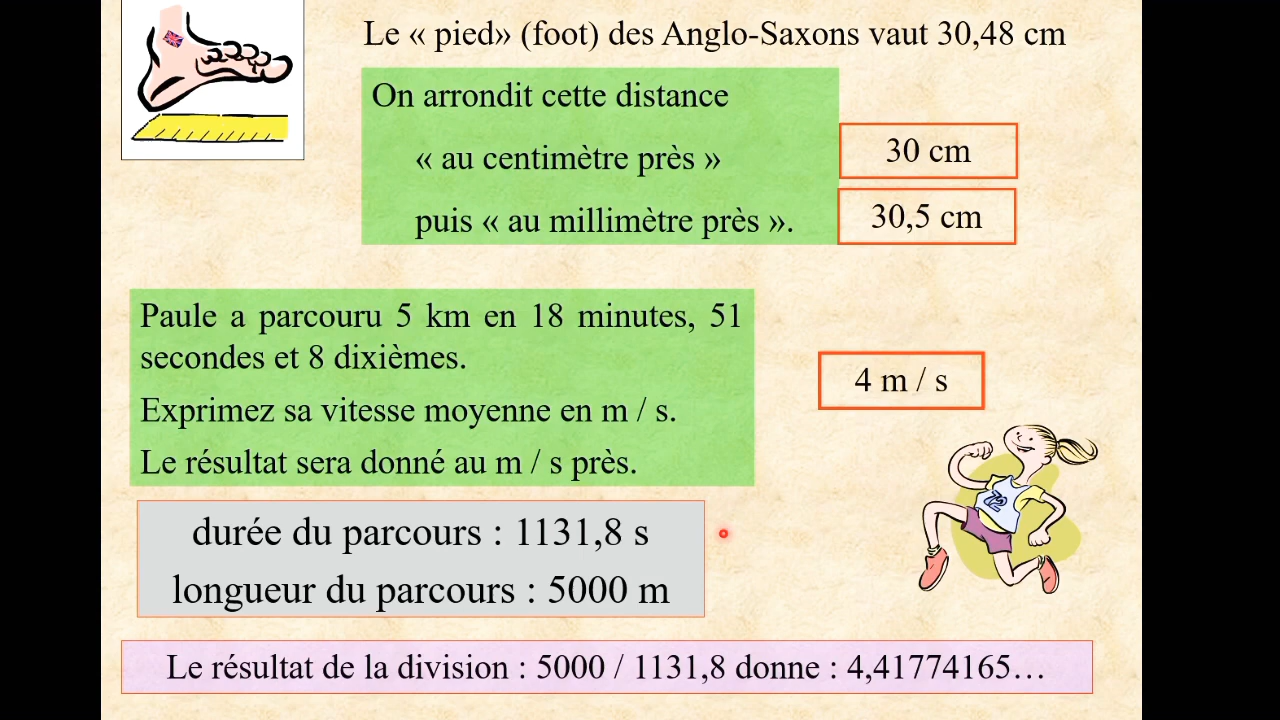 Le « pied» (foot) des Anglo-Saxons vaut 30,48 cm
On arrondit cette distance
« au centimètre près »
30 cm
puis « au millimètre près ».
30,5 cm
Paule a parcouru 5 km en 18 minutes, 51
secondes et 8 dixièmes.
Exprimez sa vitesse moyenne en m / s.
Le résultat sera donné au m / s près.
4 m / s
72
durée du parcours : 1131,8 s
longueur du parcours : 5000 m
Le résultat de la division : 5000 / 1131,8 donne : 4,41774165…